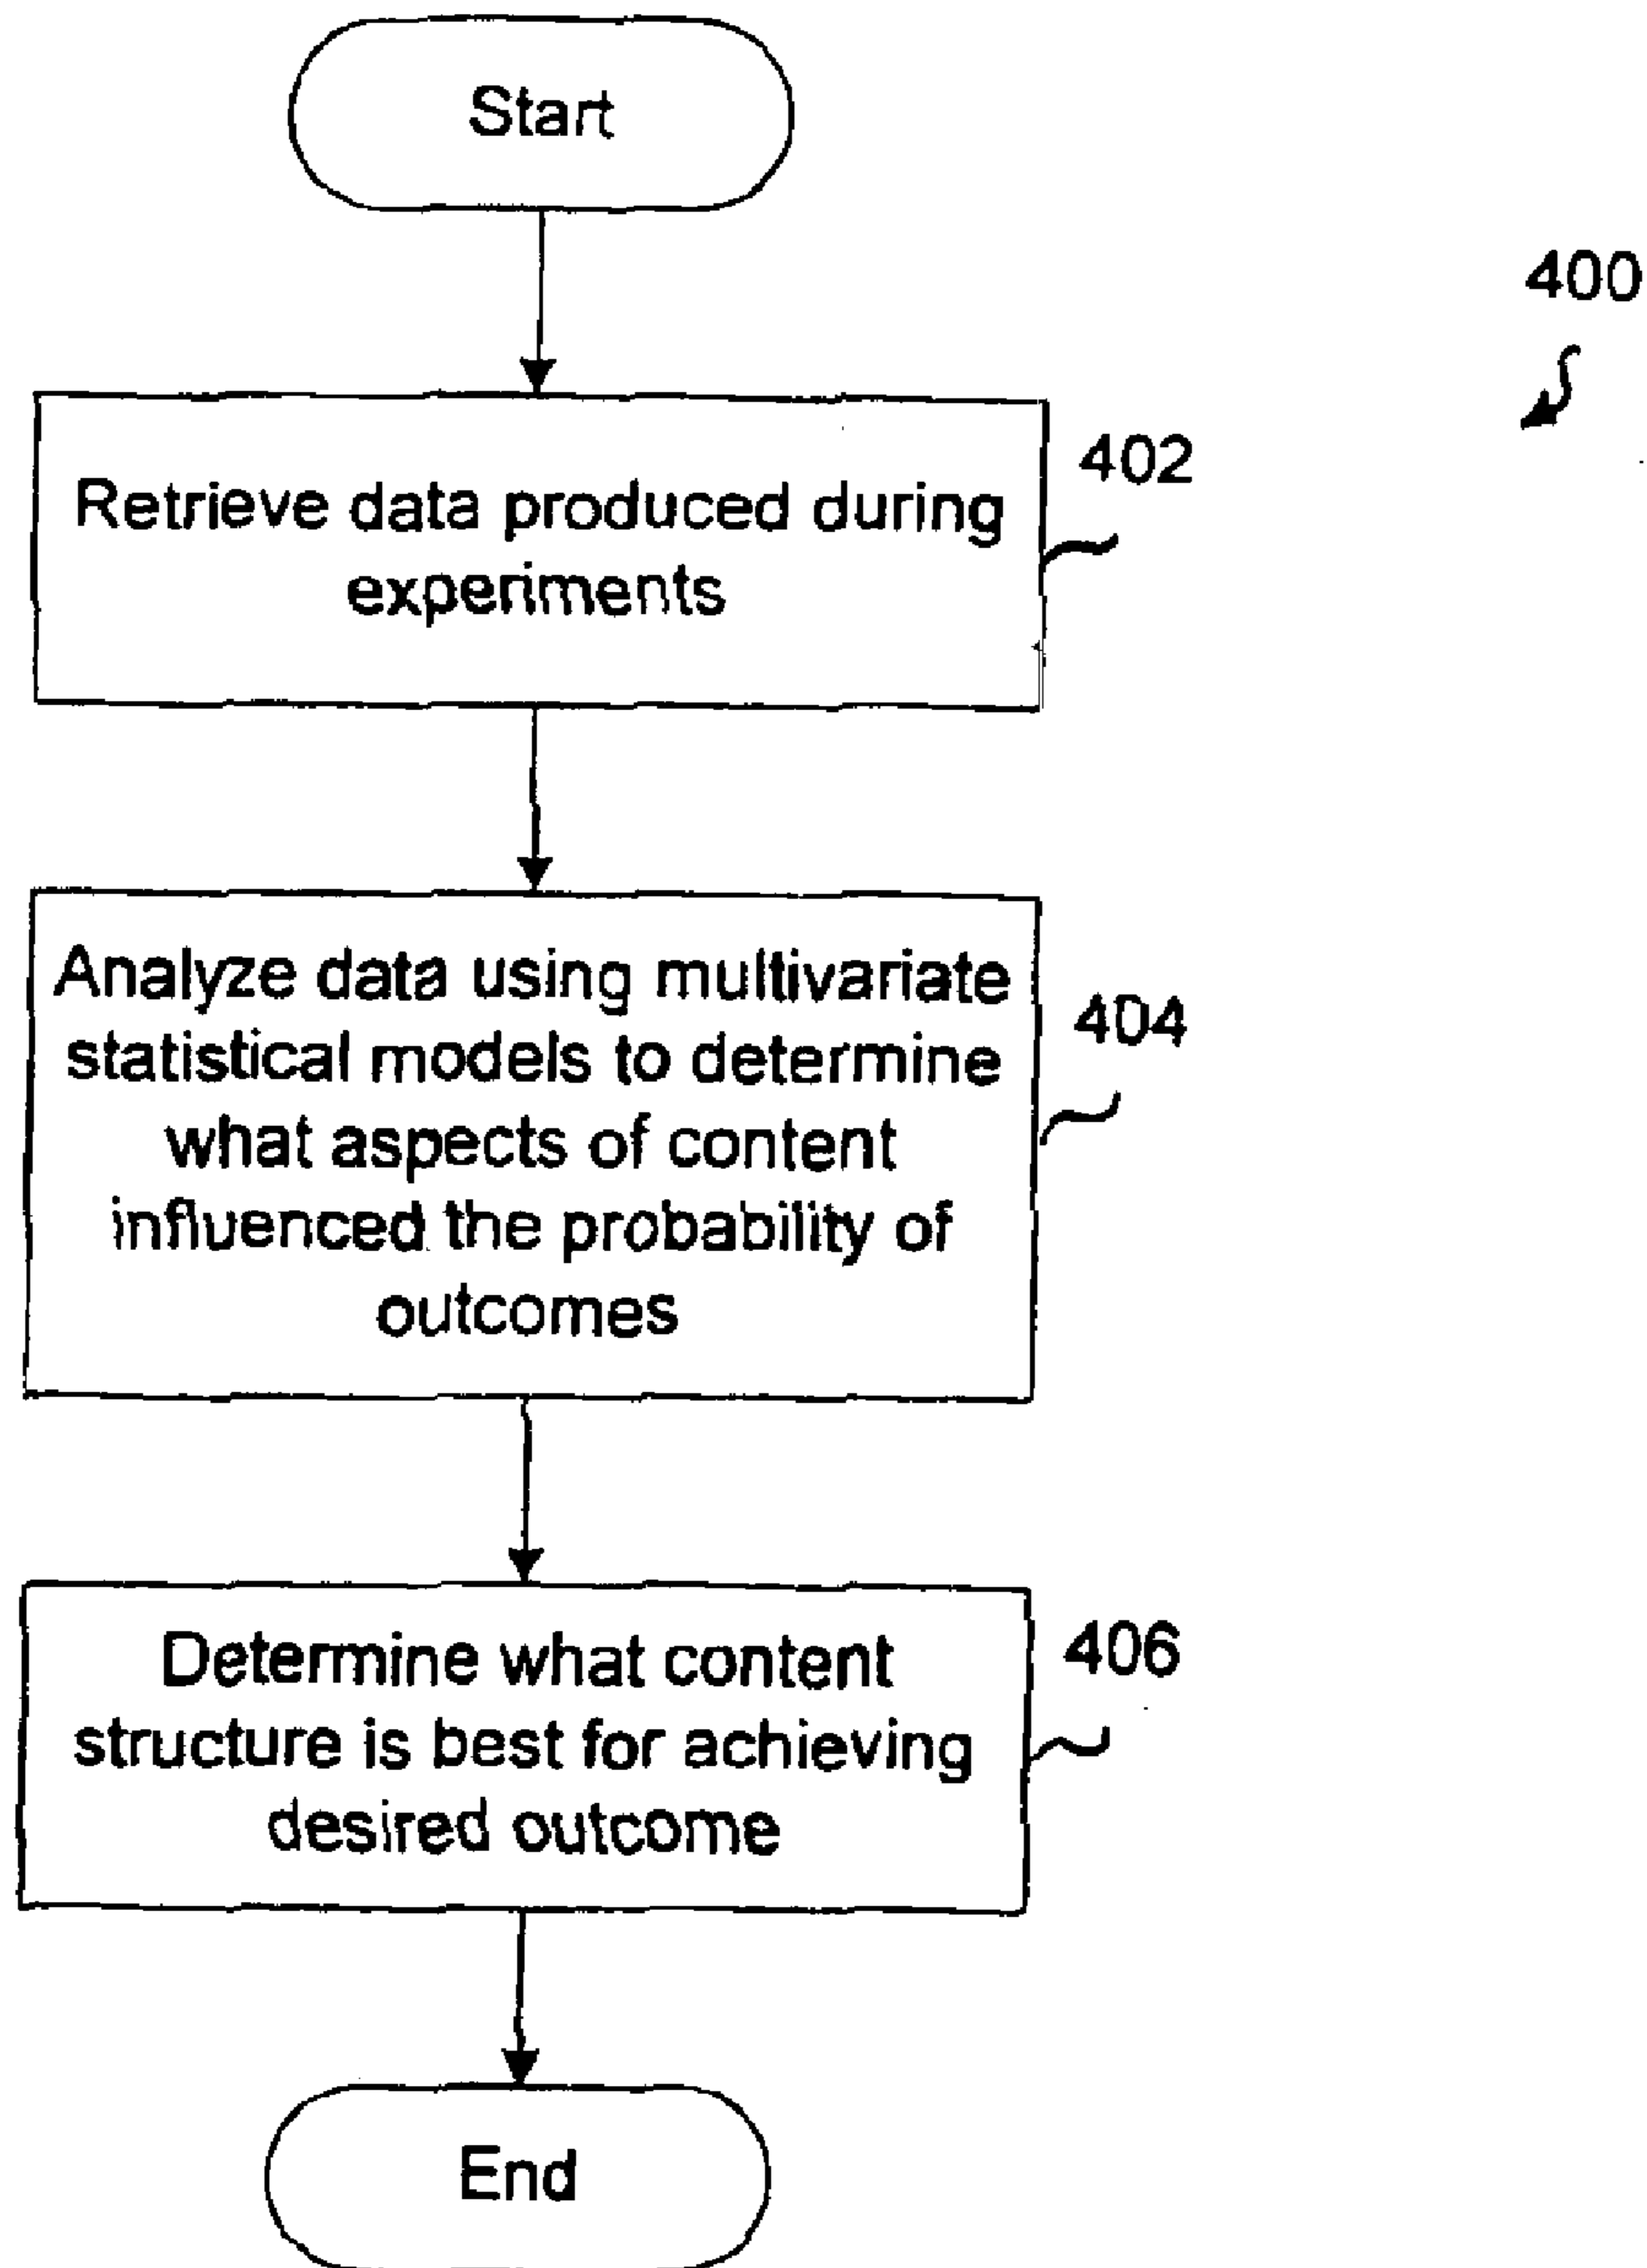 Start
400
Retrieve data produced during
experiments
402
Analyze data using multivariate
statistical models to determine
what aspects of content
influenced the probability of
outcomes
404
Determine what content
structure is best for achieving
desired outcome
406
End